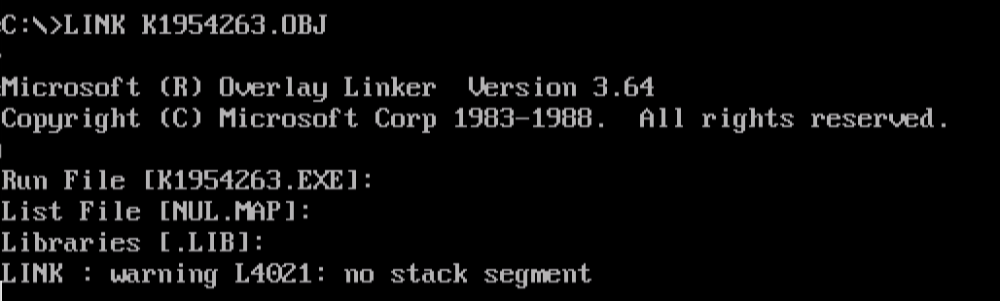 C:\>LINK K1954263.OBJ
Microsoft (R) Overlay Linker  Version 3.64
Copyright (C) Microsoft Corp 1983-1988.  All rights reserved.
Run File [K1954263.EXE]:
List File [NUL.MAP]:
Libraries [.LIB]:
LINK : warning L4021: no stack segment